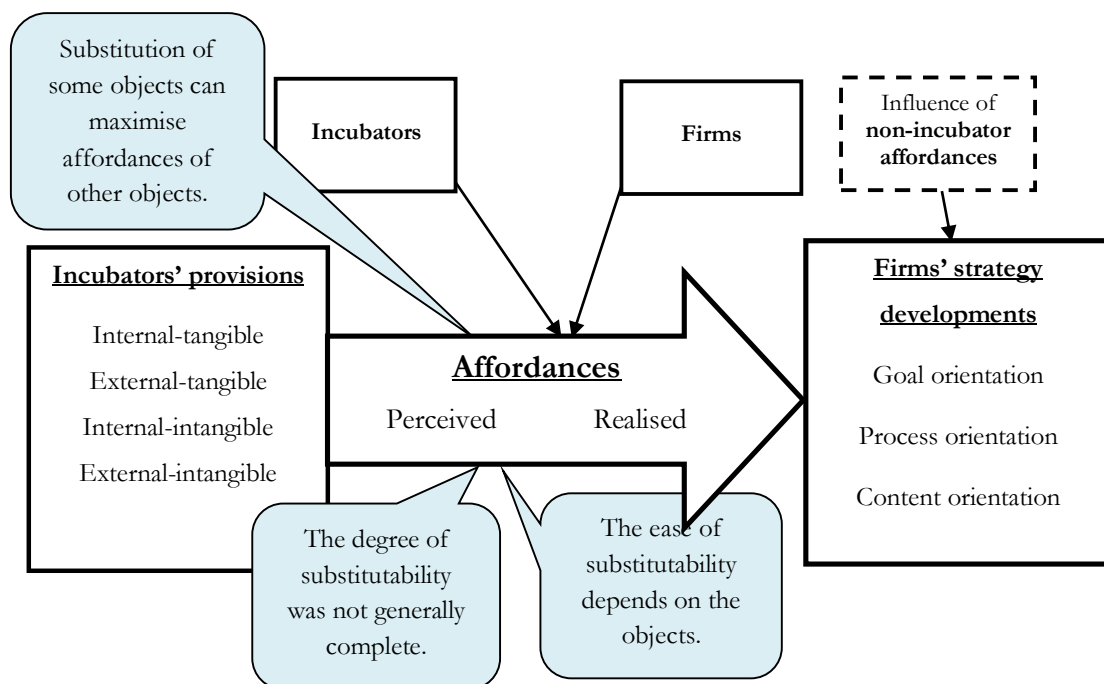 Substitution of
some objects can
maximise
affordances of
other objects.
Incubators
Firms
Influence of
non-incubator
affordances
Incubators' provisions
Internal-tangible
External-tangible
Internal-intangible
External-intangible
Affordances
Perceived Realised
Firms' strategy
developments
Goal orientation
Process orientation
Content orientation
The degree of
substitutability
was not generally
complete.
The ease of
substitutability
depends on the
objects.